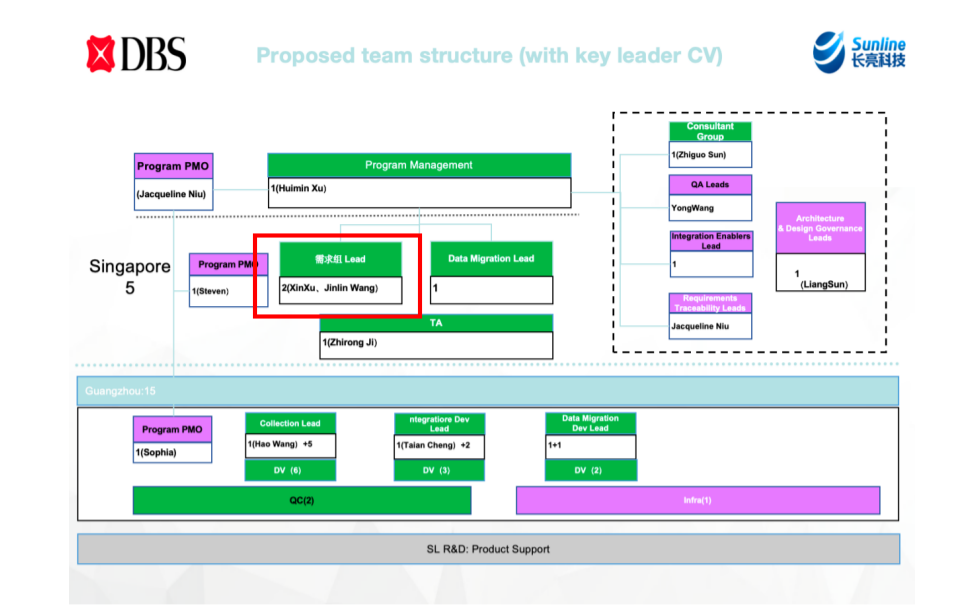 DBS
Proposed team structure (with key leader CV)
Sunline
长亮科技
Consultant
Group
1(Zhiguo Sun)
Program PMO
(Jacqueline Niu)
Program Management
1(Huimin Xu)
QA Leads
YongWang
Architecture
& Design Governance
Leads
1
(LiangSun)
Integration Enablers
Lead
1
Requirements
Traceability Leads
Jacqueline Niu
Singapore
5
Program PMO
1(Steven)
需求组 Lead
2(XinXu、Jinlin Wang)
Data Migration Lead
1
TA
1(Zhirong Ji)
Guangzhou:15
Program PMO
1(Sophia)
Collection Lead
1(Hao Wang) +5
DV (6)
ntegratiore Dev
Lead
1(Taian Cheng) +2
DV (3)
Data Migration
Dev Lead
1+1
DV (2)
QC(2)
Infra(1)
SL R&D: Product Support